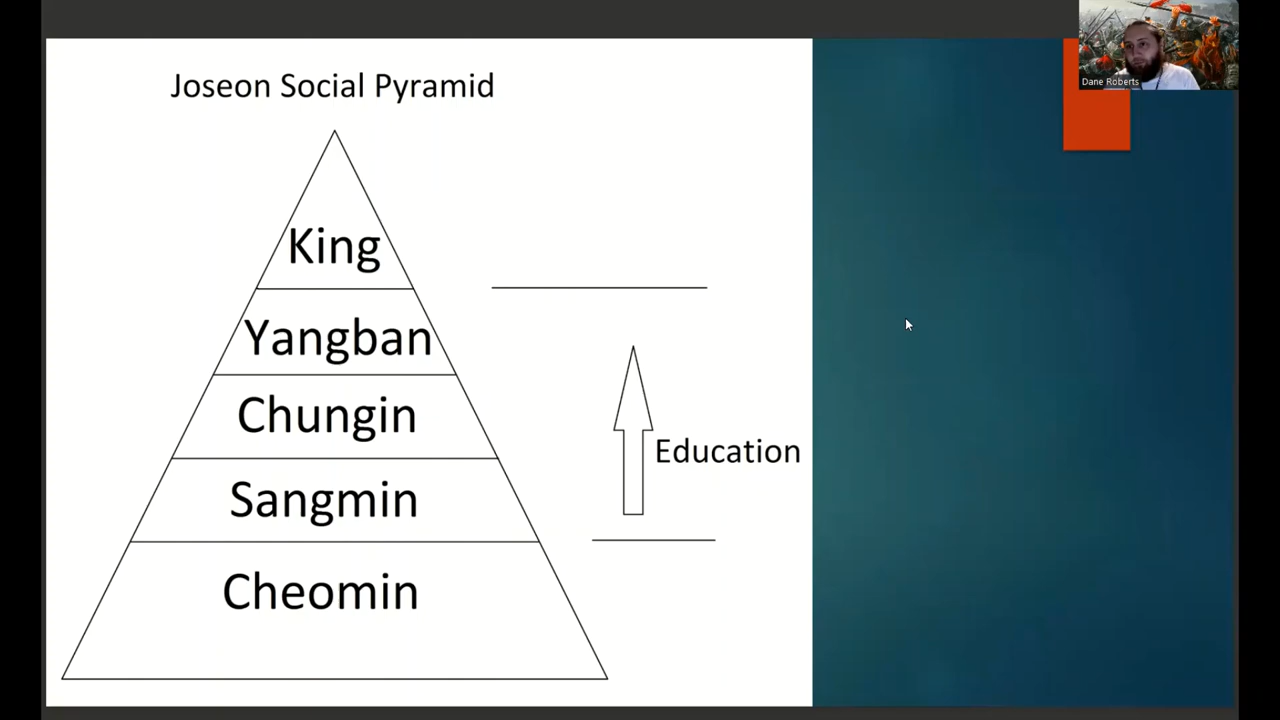 Joseon Social Pyramid
King
Yangban
Chungin
Sangmin
Cheomin
Education
Dane Roberts